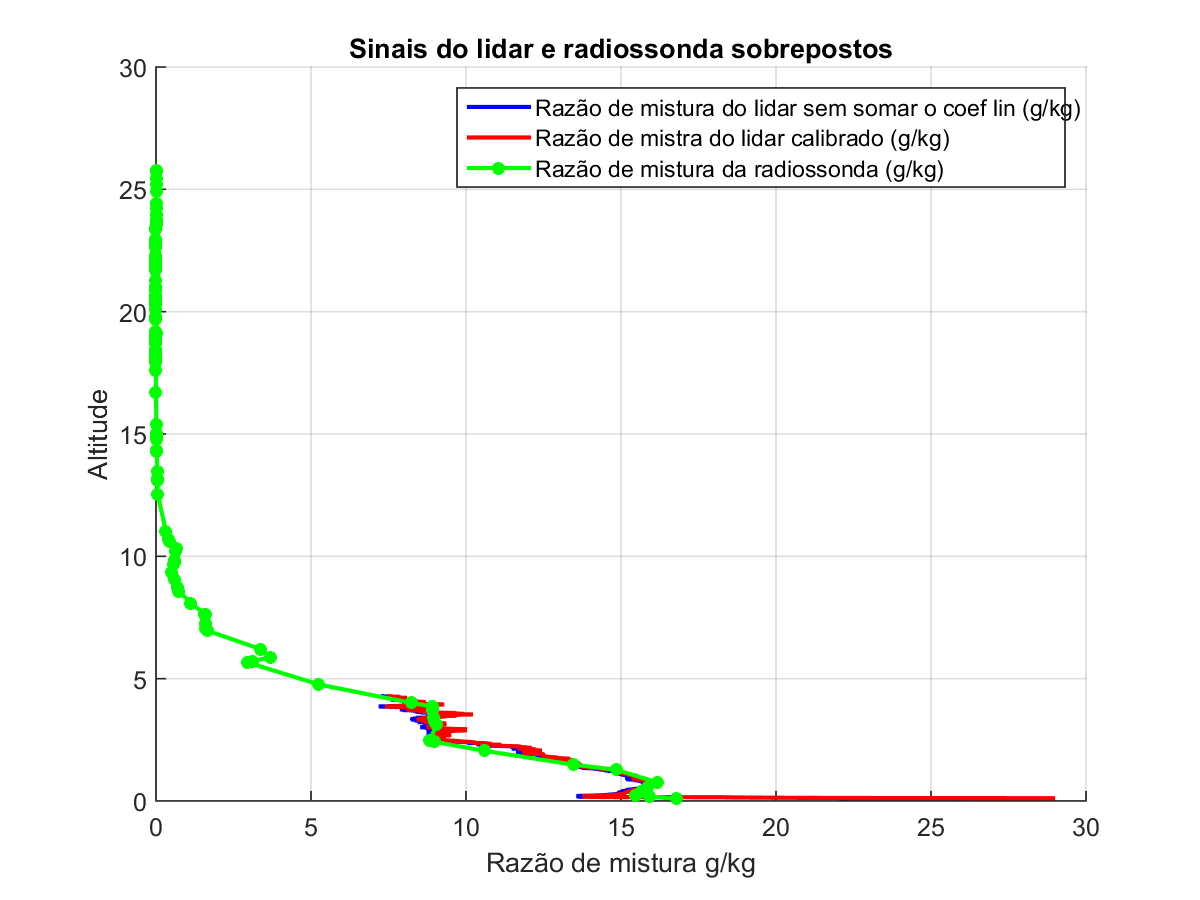 Sinais do lidar e radiossonda sobrepostos
30
Razão de mistura do lidar sem somar o coef lin (g/kg)
Razão de mistra do lidar calibrado (g/kg)
Razão de mistura da radiossonda (g/kg)
25
20
15
Altitude
10
5
0
0 5 10 15 20 25 30
Razão de mistura g/kg